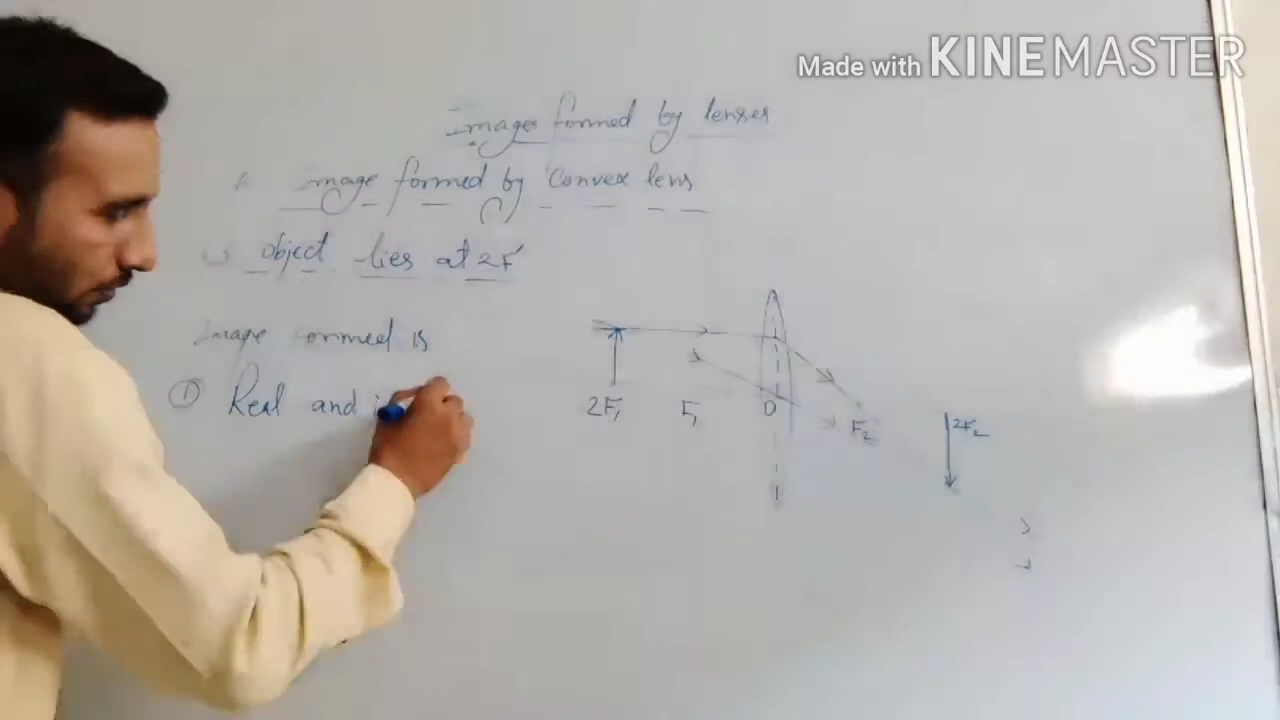 Made with KINEMASTER
Images formed by lenses
Image formed by Convex lens
Object lies at 2F
Image formed is
① Real and i
2F₁ F₁ O F₂ 2F₂